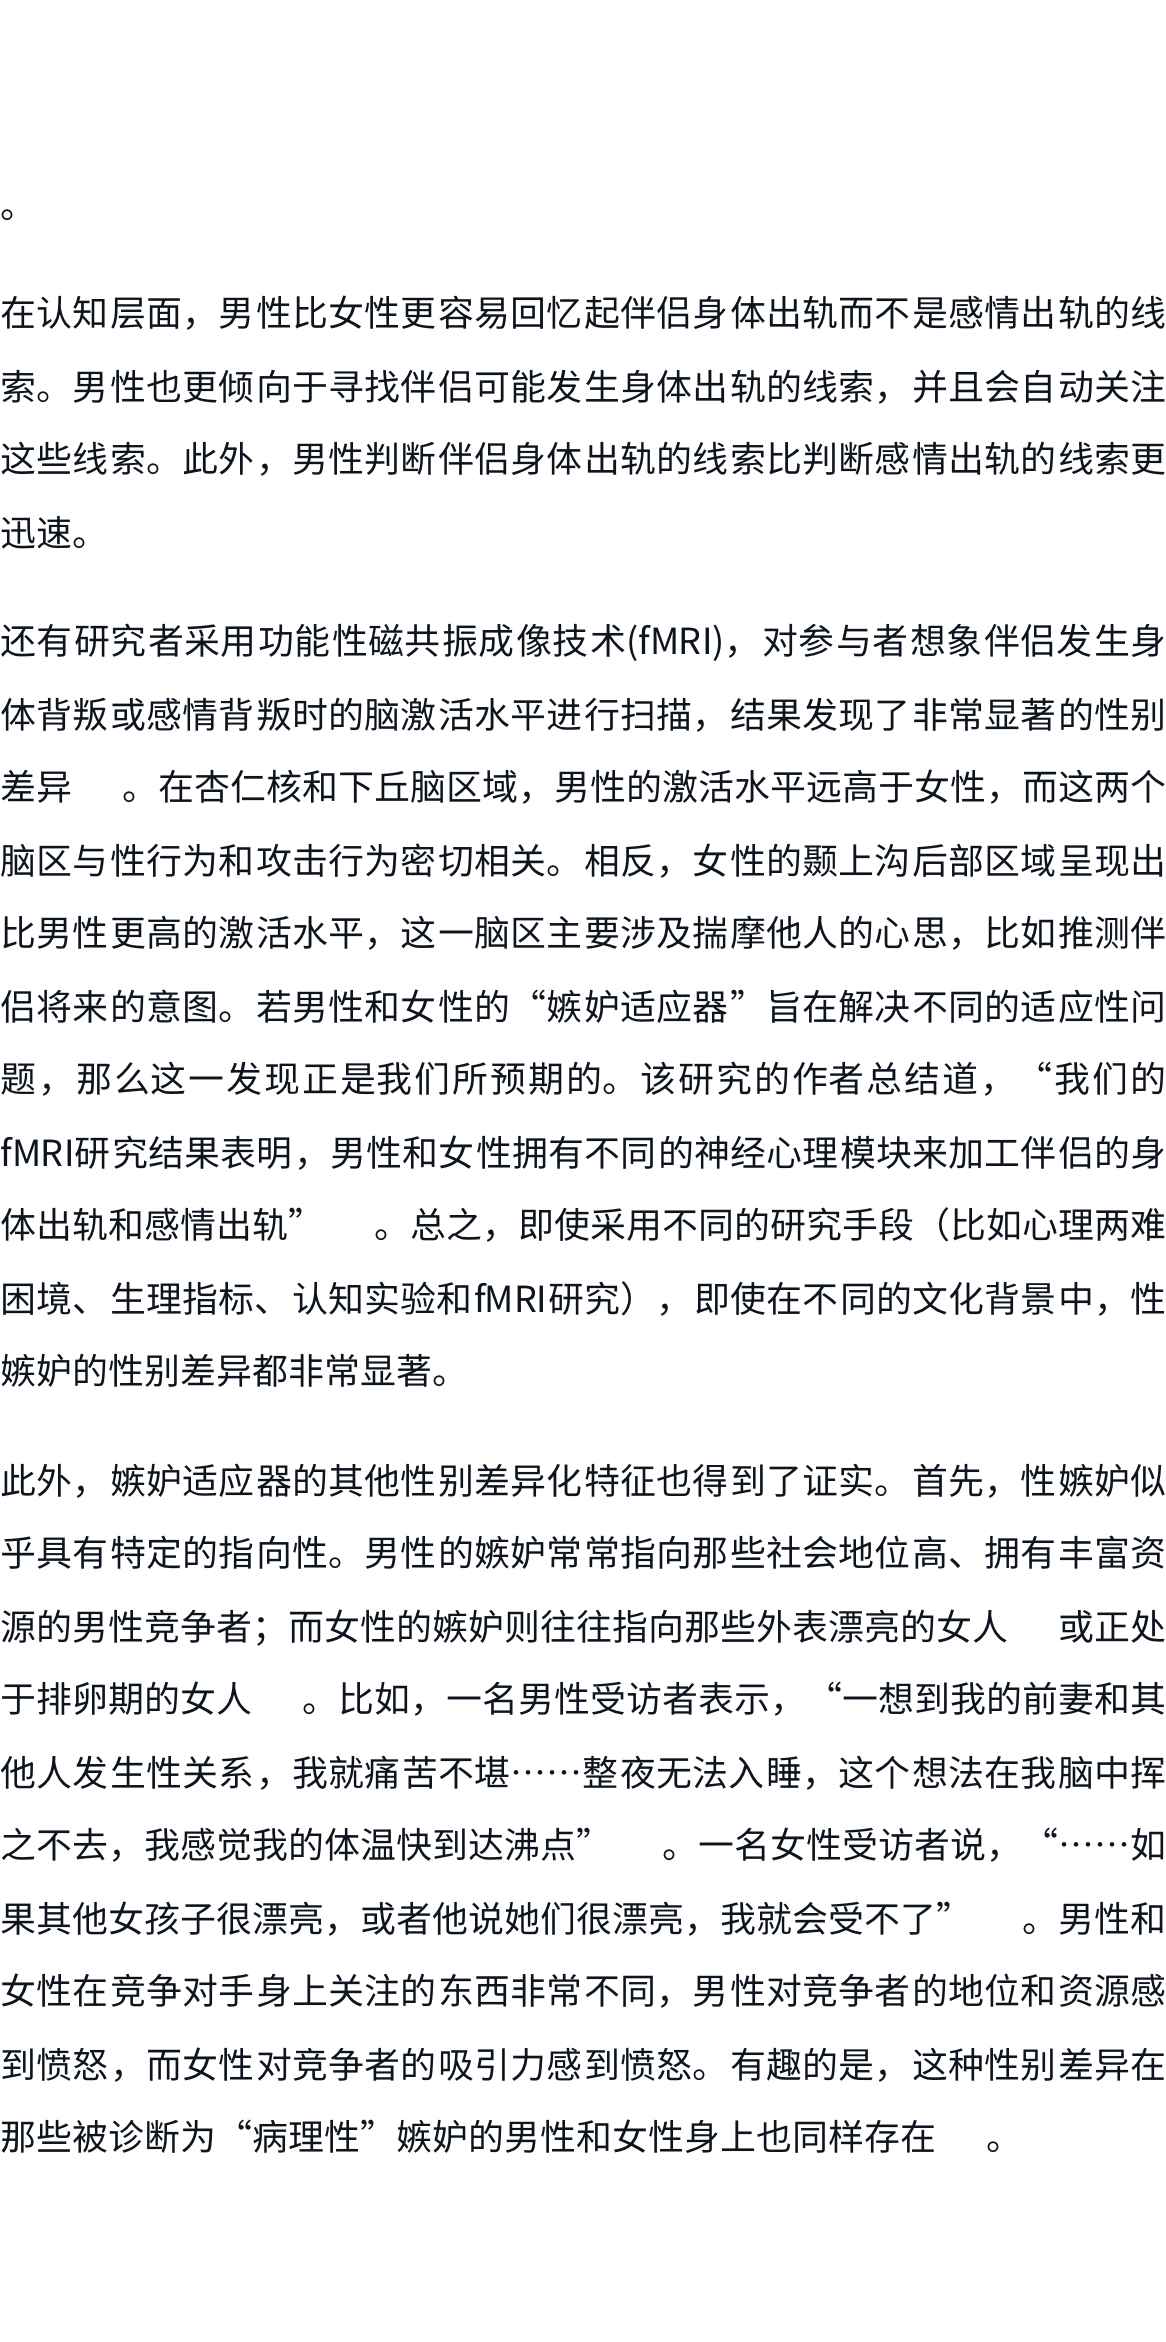 。
在认知层面，男性比女性更容易回忆起伴侣身体出轨而不是感情出轨的线
索。男性也更倾向于寻找伴侣可能发生身体出轨的线索，并且会自动关注
这些线索。此外，男性判断伴侣身体出轨的线索比判断感情出轨的线索更
迅速。
还有研究者采用功能性磁共振成像技术(fMRI)，对参与者想象伴侣发生身
体背叛或感情背叛时的脑激活水平进行扫描，结果发现了非常显著的性别
差异　。在杏仁核和下丘脑区域，男性的激活水平远高于女性，而这两个
脑区与性行为和攻击行为密切相关。相反，女性的颞上沟后部区域呈现出
比男性更高的激活水平，这一脑区主要涉及揣摩他人的心思，比如推测伴
侣将来的意图。若男性和女性的“嫉妒适应器”旨在解决不同的适应性问
题，那么这一发现正是我们所预期的。该研究的作者总结道，“我们的
fMRI研究结果表明，男性和女性拥有不同的神经心理模块来加工伴侣的身
体出轨和感情出轨”　。总之，即使采用不同的研究手段（比如心理两难
困境、生理指标、认知实验和fMRI研究），即使在不同的文化背景中，性
嫉妒的性别差异都非常显著。
此外，嫉妒适应器的其他性别差异化特征也得到了证实。首先，性嫉妒似
乎具有特定的指向性。男性的嫉妒常常指向那些社会地位高、拥有丰富资
源的男性竞争者；而女性的嫉妒则往往指向那些外表漂亮的女人　或正处
于排卵期的女人　。比如，一名男性受访者表示，“一想到我的前妻和其
他人发生性关系，我就痛苦不堪……整夜无法入睡，这个想法在我脑中挥
之不去，我感觉我的体温快到达沸点”　。一名女性受访者说，“……如
果其他女孩子很漂亮，或者他说她们很漂亮，我就会受不了”　。男性和
女性在竞争对手身上关注的东西非常不同，男性对竞争者的地位和资源感
到愤怒，而女性对竞争者的吸引力感到愤怒。有趣的是，这种性别差异在
那些被诊断为“病理性”嫉妒的男性和女性身上也同样存在　。